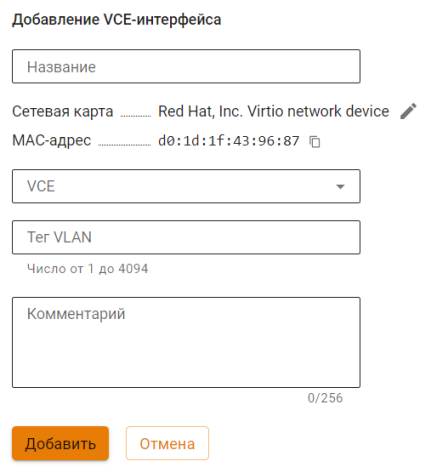 Добавление VCE-интерфейса
Название
Сетевая карта ........... Red Hat, Inc. Virtio network device
MAC-адрес .................... d0:1d:1f:43:96:87
VCE
Тег VLAN
Число от 1 до 4094
Комментарий
0/256
Добавить Отмена